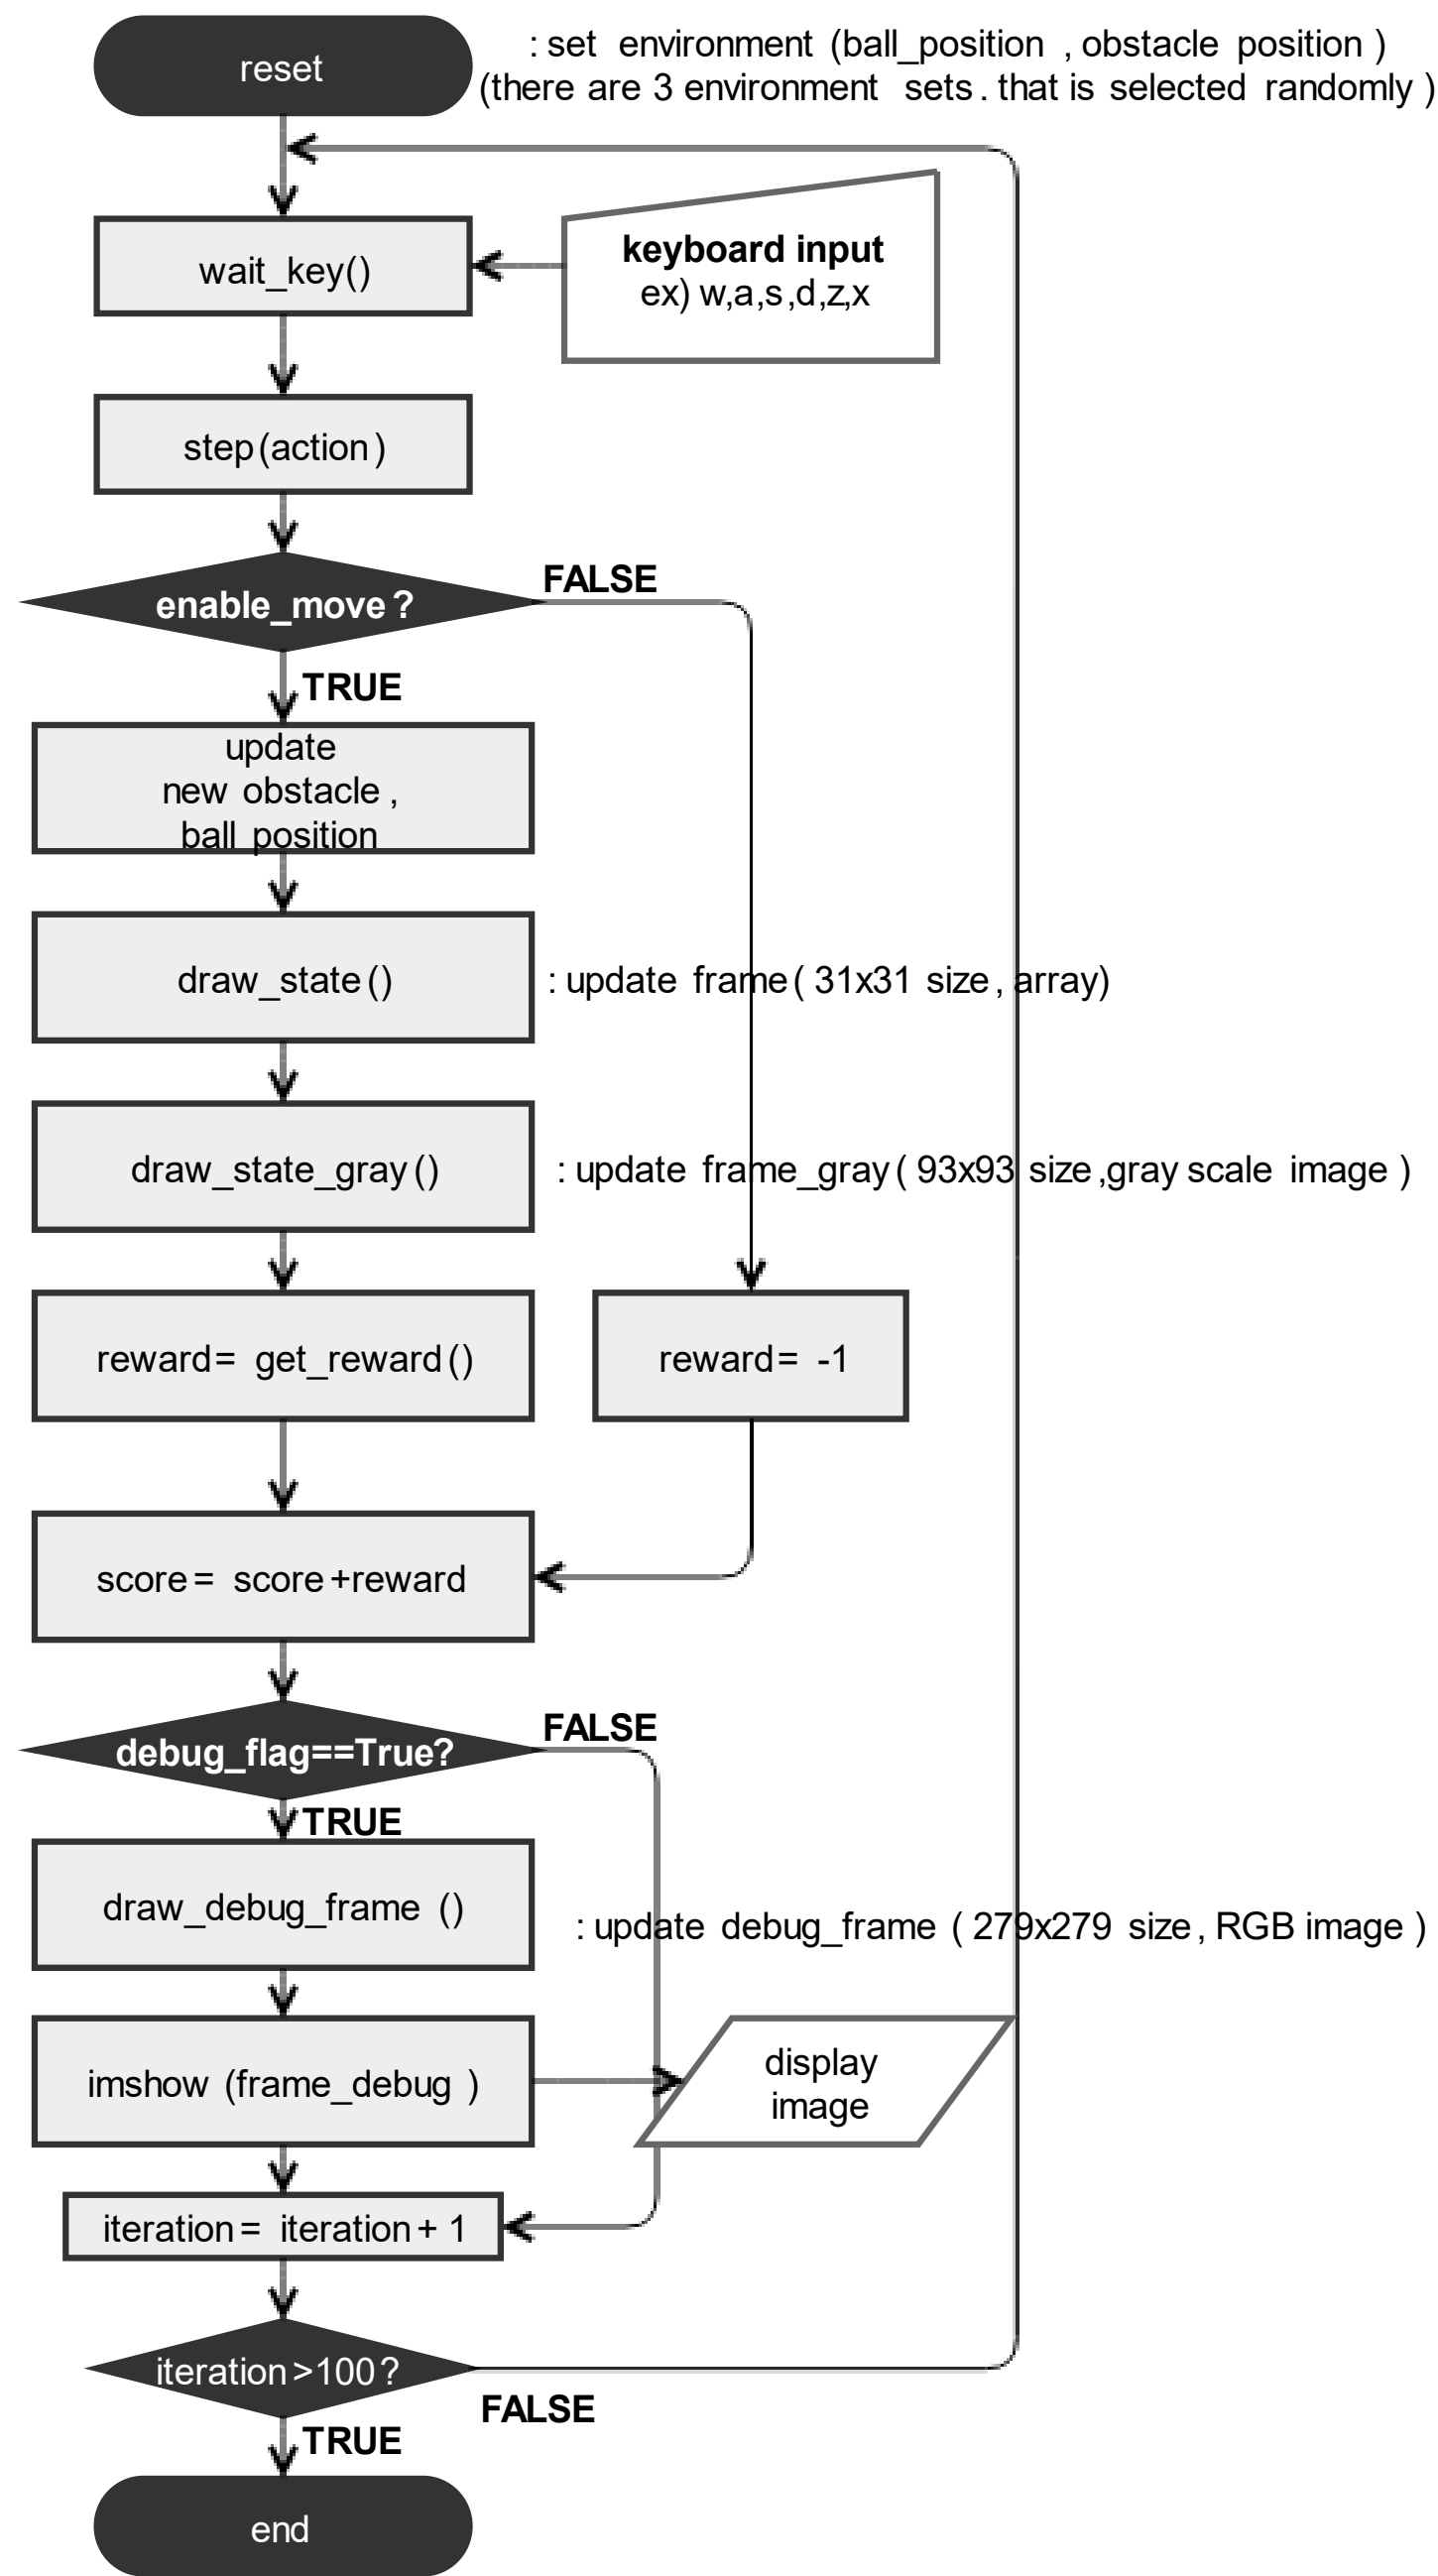 reset
: set environment (ball_position , obstacle position )
(there are 3 environment sets. that is selected randomly )
wait_key()
keyboard input
ex) w,a,s,d,z,x
step(action)
enable_move?
FALSE
TRUE
update
new obstacle,
ball position
draw_state()
: update frame( 31x31 size, array)
draw_state_gray()
: update frame_gray( 93x93 size,gray scale image )
reward= get_reward()
reward= -1
score= score+reward
debug_flag==True?
FALSE
TRUE
draw_debug_frame ()
: update debug_frame ( 279x279 size, RGB image )
imshow (frame_debug )
display
image
iteration= iteration+ 1
iteration>100?
FALSE
TRUE
end